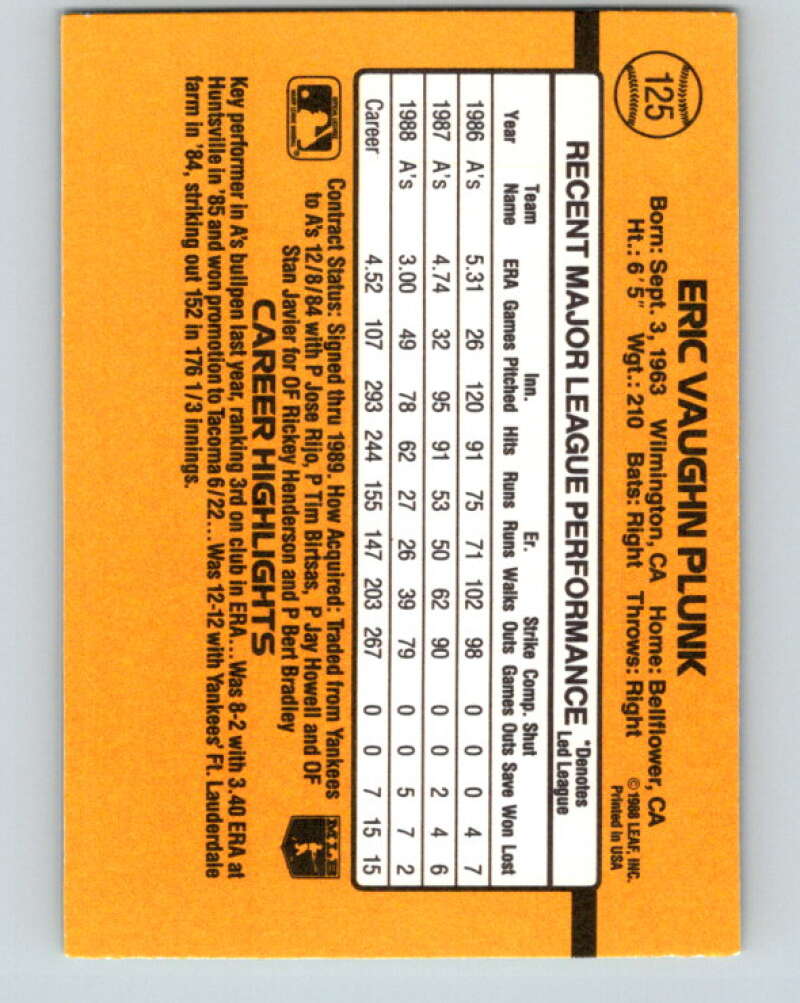 125
ERIC VAUGHN PLUNK
Born: Sept. 3, 1963 Wilmington, CA Home: Bellflower, CA
Ht.: 6' 5" Wgt.: 210 Bats: Right Throws: Right
© 1988 LEAF, INC.
Printed in USA
RECENT MAJOR LEAGUE PERFORMANCE
*Denotes
Led League
Team Inn. Er. Strike Comp. Shut
Year Name ERA Games Pitched Hits Runs Runs Walks Outs Games Outs Save Won Lost
1986 A's 5.31 26 120 91 75 71 102 98 0 0 0 4 7
1987 A's 4.74 32 95 91 53 50 62 90 0 0 2 4 6
1988 A's 3.00 49 78 62 27 26 39 79 0 0 5 7 2
Career 4.52 107 293 244 155 147 203 267 0 0 7 15 15
Contract Status: Signed thru 1989. How Acquired: Traded from Yankees
to A's 12/8/84 with P Jose Rijo, P Tim Birtsas, P Jay Howell and OF
Stan Javier for OF Rickey Henderson and P Bert Bradley
MLB
CAREER HIGHLIGHTS
Key performer in A's bullpen last year, ranking 3rd on club in ERA... Was 8-2 with 3.40 ERA at
Huntsville in '85 and won promotion to Tacoma 6/22... Was 12-12 with Yankees' Ft. Lauderdale
farm in '84, striking out 152 in 176 1/3 innings.